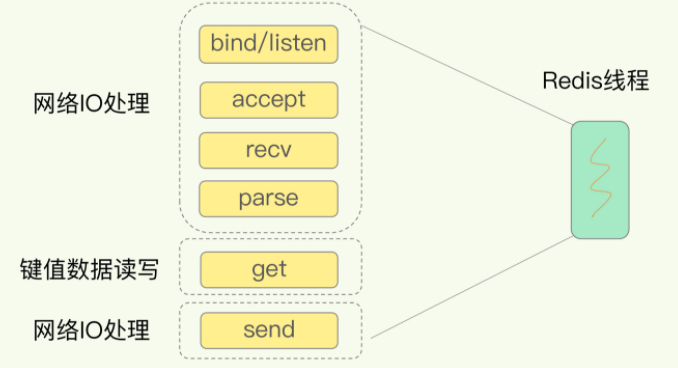 bind/listen
Redis线程
网络IO处理
accept
recv
parse
键值数据读写
get
网络IO处理
send